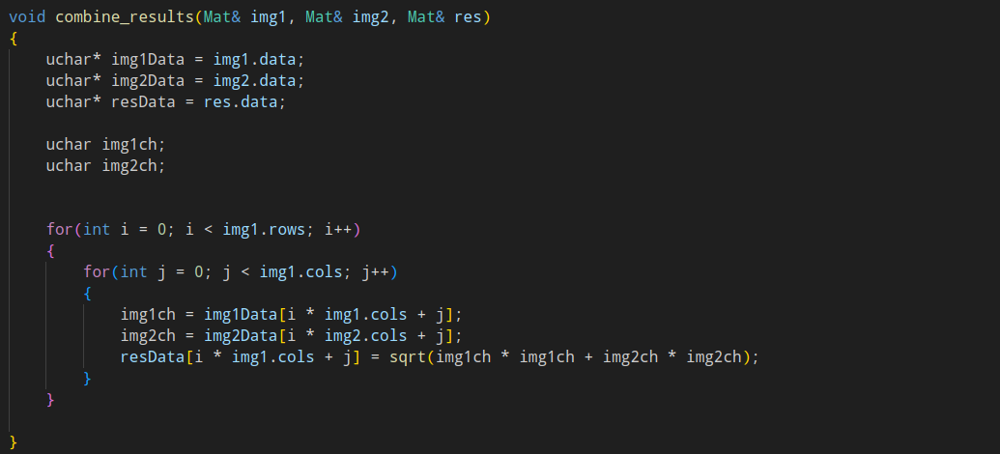 void combine_results(Mat& img1, Mat& img2, Mat& res)
{
    uchar* img1Data = img1.data;
    uchar* img2Data = img2.data;
    uchar* resData = res.data;

    uchar img1ch;
    uchar img2ch;


    for(int i = 0; i < img1.rows; i++)
    {
        for(int j = 0; j < img1.cols; j++)
        {
            img1ch = img1Data[i * img1.cols + j];
            img2ch = img2Data[i * img2.cols + j];
            resData[i * img1.cols + j] = sqrt(img1ch * img1ch + img2ch * img2ch);
        }
    }

}